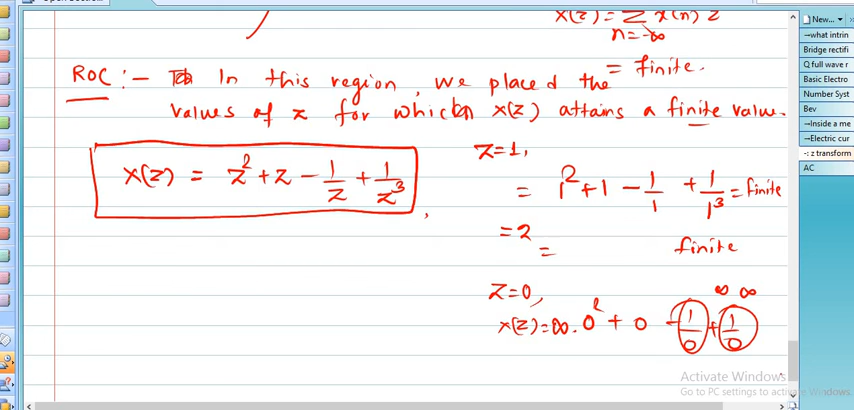 Open Section...
New...
X(z) = Σ x(n) z
n=-∞
= finite.
ROC :- In this region, we placed the
values of z for which X(z) attains a finite value.
X(z) = z² + z - 1/z + 1/z³ ,
z=1,
= 1² + 1 - 1/1 + 1/1³ = finite
= 2
=
finite
z=0,
∞ ∞
X(z) = ∞. 0² + 0 - 1/0 + 1/0
what intrin
Bridge rectifi
Q full wave r
Basic Electro
Number Syst
Bev
Inside a me
Electric cur
z transform
AC
Activate Windows
Go to PC settings to activate Windows.